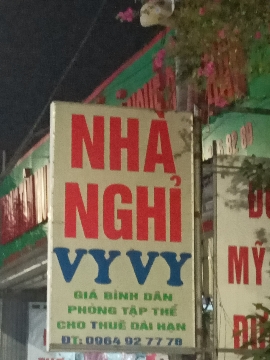 NHÀ
NGHỈ
VY VY
GIÁ BÌNH DÂN
PHÒNG TẬP THỂ
CHO THUÊ DÀI HẠN
ĐT: 0964 92 77 78
MỸ